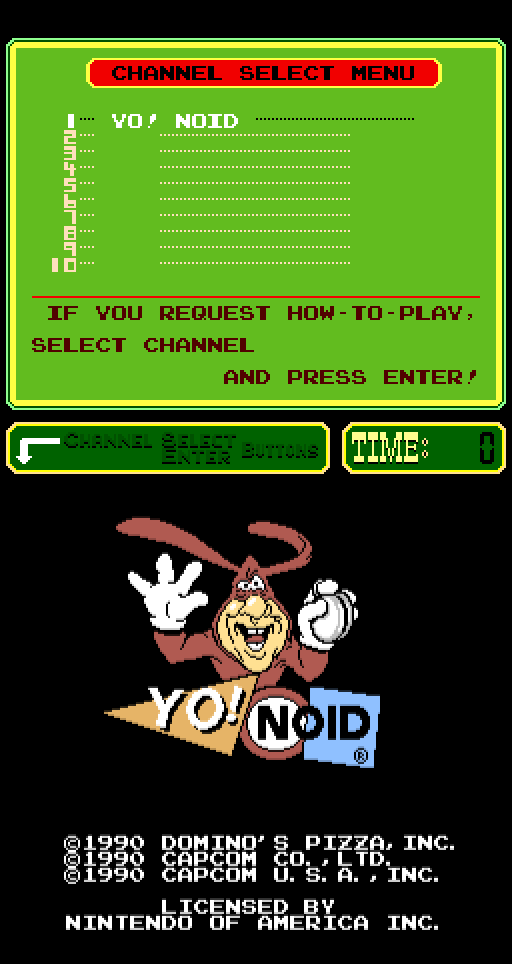 CHANNEL SELECT MENU
1 YO! NOID
2
3
4
5
6
7
8
9
10
IF YOU REQUEST HOW-TO-PLAY,
SELECT CHANNEL
AND PRESS ENTER!
CHANNEL SELECT
ENTER BUTTONS
TIME: 0
YO! NOID®
©1990 DOMINO'S PIZZA, INC.
©1990 CAPCOM CO.,LTD.
©1990 CAPCOM U.S.A., INC.
LICENSED BY
NINTENDO OF AMERICA INC.